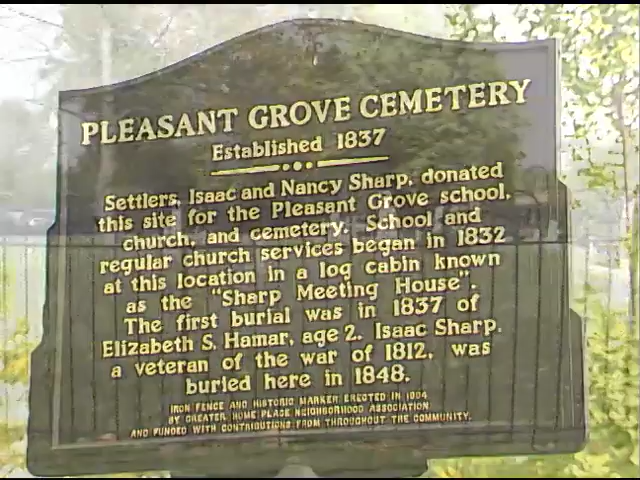 PLEASANT GROVE CEMETERY
Established 1837
Settlers, Isaac and Nancy Sharp, donated
this site for the Pleasant Grove school,
church, and cemetery. School and
regular church services began in 1832
at this location in a log cabin known
as the "Sharp Meeting House".
The first burial was in 1837 of
Elizabeth S. Hamar, age 2. Isaac Sharp,
a veteran of the war of 1812, was
buried here in 1848.
IRON FENCE AND HISTORIC MARKER ERECTED IN
BY GREATER HOME PLACE NEIGHBORHOOD ASSOCIATION
AND FUNDED WITH CONTRIBUTIONS FROM THROUGHOUT THE COMMUNITY.